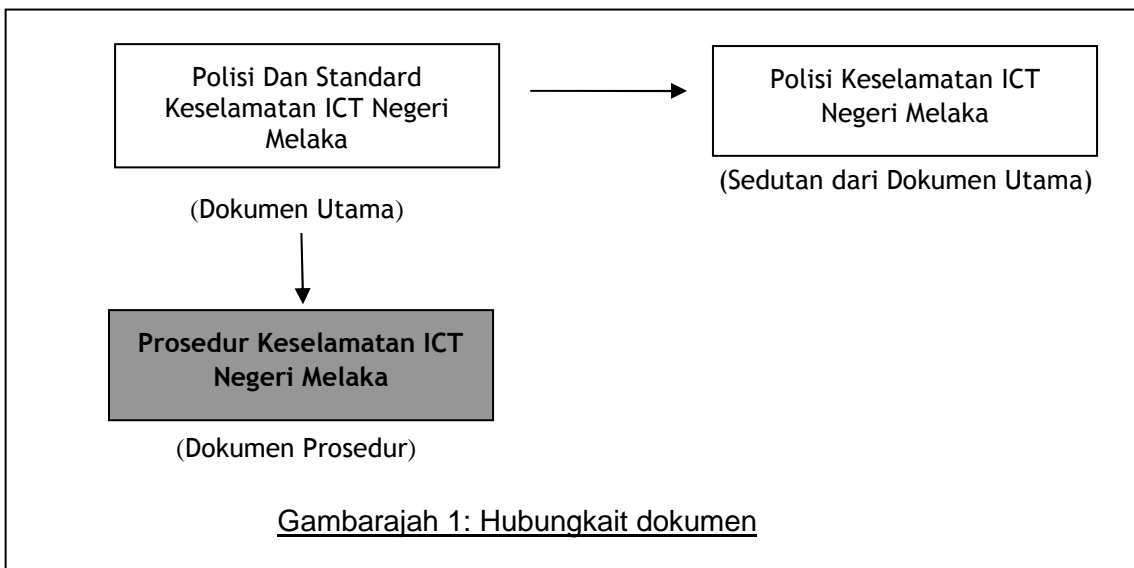 Polisi Dan Standard
Keselamatan ICT Negeri
Melaka
(Dokumen Utama)
Polisi Keselamatan ICT
Negeri Melaka
(Sedutan dari Dokumen Utama)
Prosedur Keselamatan ICT
Negeri Melaka
(Dokumen Prosedur)
Gambarajah 1: Hubungkait dokumen